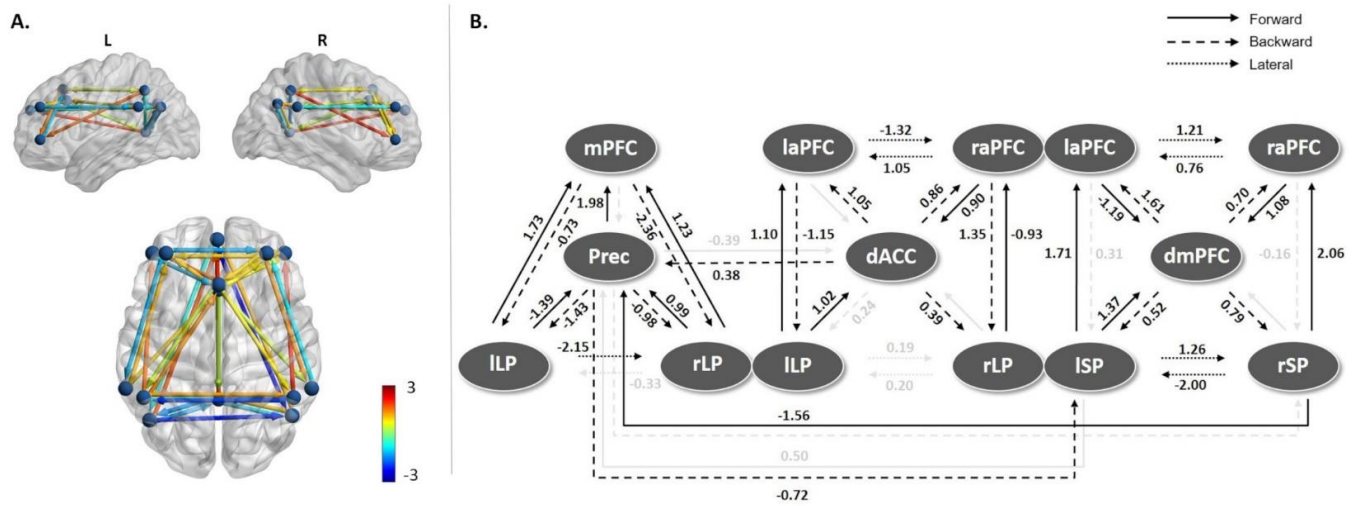 A.
L
R
3
-3
B.
Forward
Backward
Lateral
mPFC
laPFC
-1.32
1.05
raPFC
laPFC
1.21
0.76
raPFC
1.73
-0.73
1.98
-2.36
1.23
1.10
-1.15
1.05
0.86
0.90
1.35
-0.93
1.71
0.31
-1.19
1.61
0.70
1.08
-0.16
2.06
Prec
-0.39
0.38
dACC
dmPFC
-1.39
-1.43
-0.98
0.99
1.02
0.24
0.39
1.37
0.52
0.79
lLP
-2.15
-0.33
rLP
lLP
0.19
0.20
rLP
lSP
1.26
-2.00
rSP
-1.56
0.50
-0.72